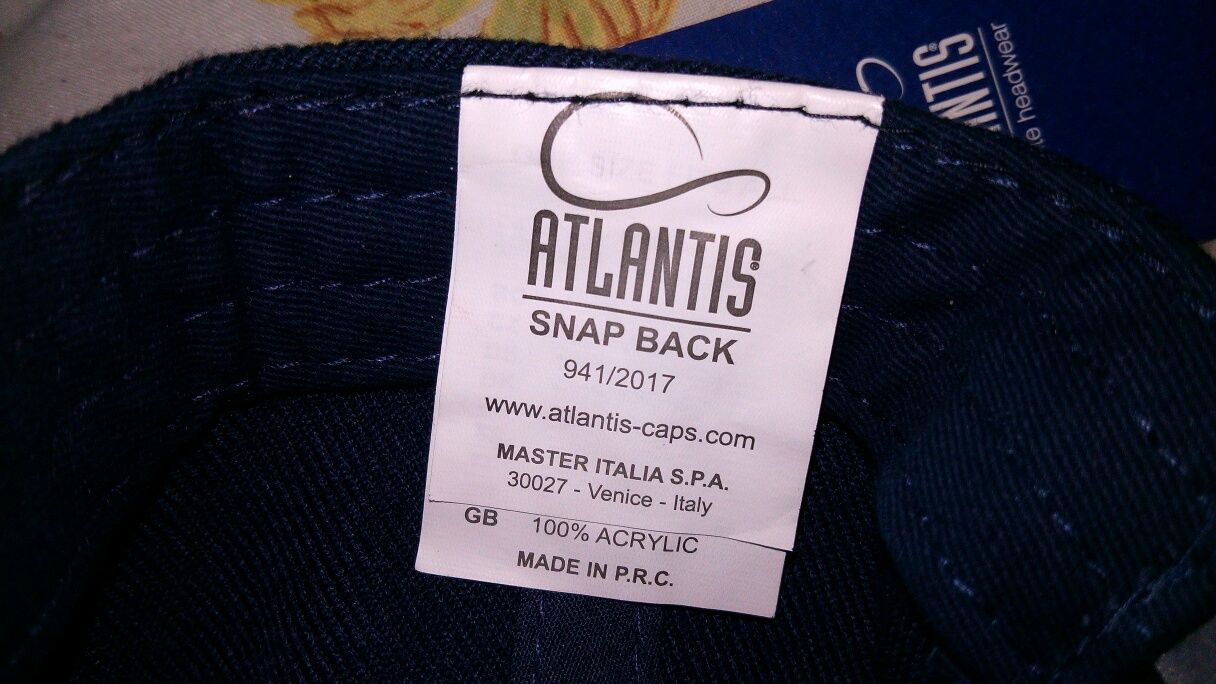 ATLANTIS®
SNAP BACK
941/2017
www.atlantis-caps.com
MASTER ITALIA S.P.A.
30027 - Venice - Italy
GB 100% ACRYLIC
MADE IN P.R.C.
headwear